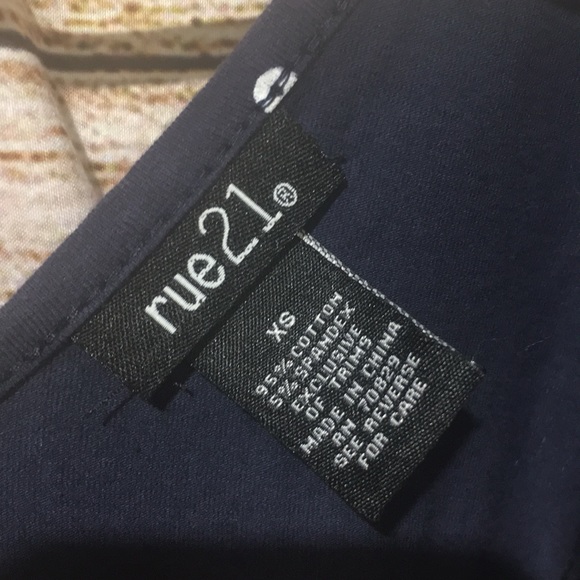 rue21®
XS
95% COTTON
5% SPANDEX
EXCLUSIVE
OF TRIMS
MADE IN CHINA
RN 70829
SEE REVERSE
FOR CARE